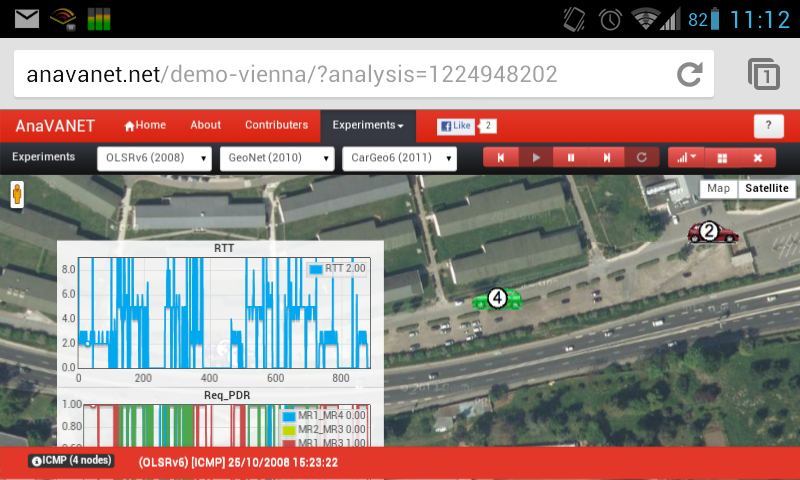 82 11:12
anavanet.net/demo-vienna/?analysis=1224948202
1
AnaVANET Home About Contributers Experiments Like 2 ?
Experiments OLSRv6 (2008) GeoNet (2010) CarGeo6 (2011)
Map Satellite
2
4
RTT
RTT 2.00
8.0
6.0
4.0
2.0
0.0
0 200 400 600 800
Req_PDR
1.00
0.80
0.60
MR1_MR4 0.00
MR2_MR3 0.00
MR1_MR3 1.00
ICMP (4 nodes) (OLSRv6) [ICMP] 25/10/2008 15:23:22